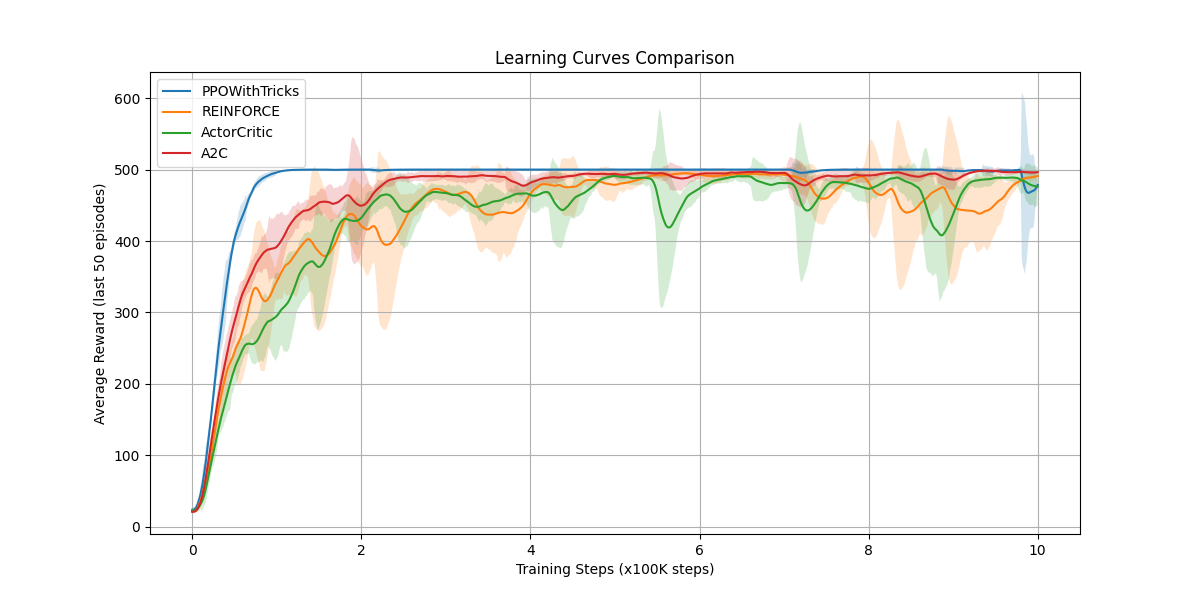 Learning Curves Comparison
PPOWithTricks
REINFORCE
ActorCritic
A2C
600
500
400
300
200
100
0
Average Reward (last 50 episodes)
0 2 4 6 8 10
Training Steps (x100K steps)